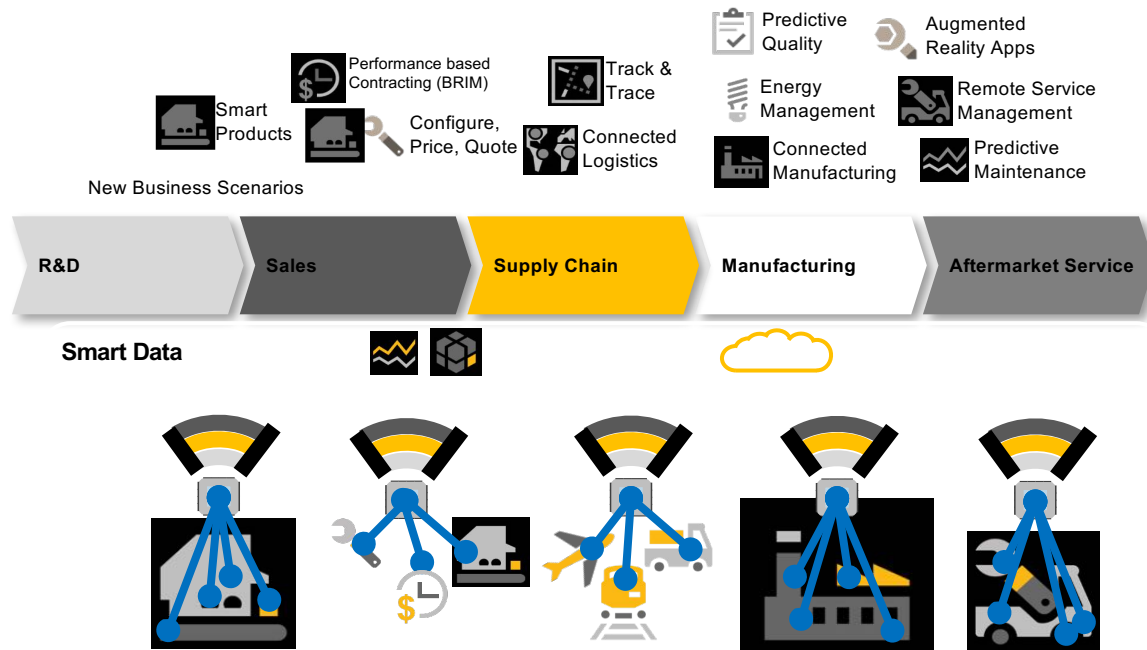 Predictive
Quality
Augmented
Reality Apps
Performance based
Contracting (BRIM)
Track &
Trace
Energy
Management
Remote Service
Management
Smart
Products
Configure,
Price, Quote
Connected
Logistics
Connected
Manufacturing
Predictive
Maintenance
New Business Scenarios
R&D
Sales
Supply Chain
Manufacturing
Aftermarket Service
Smart Data
$
$